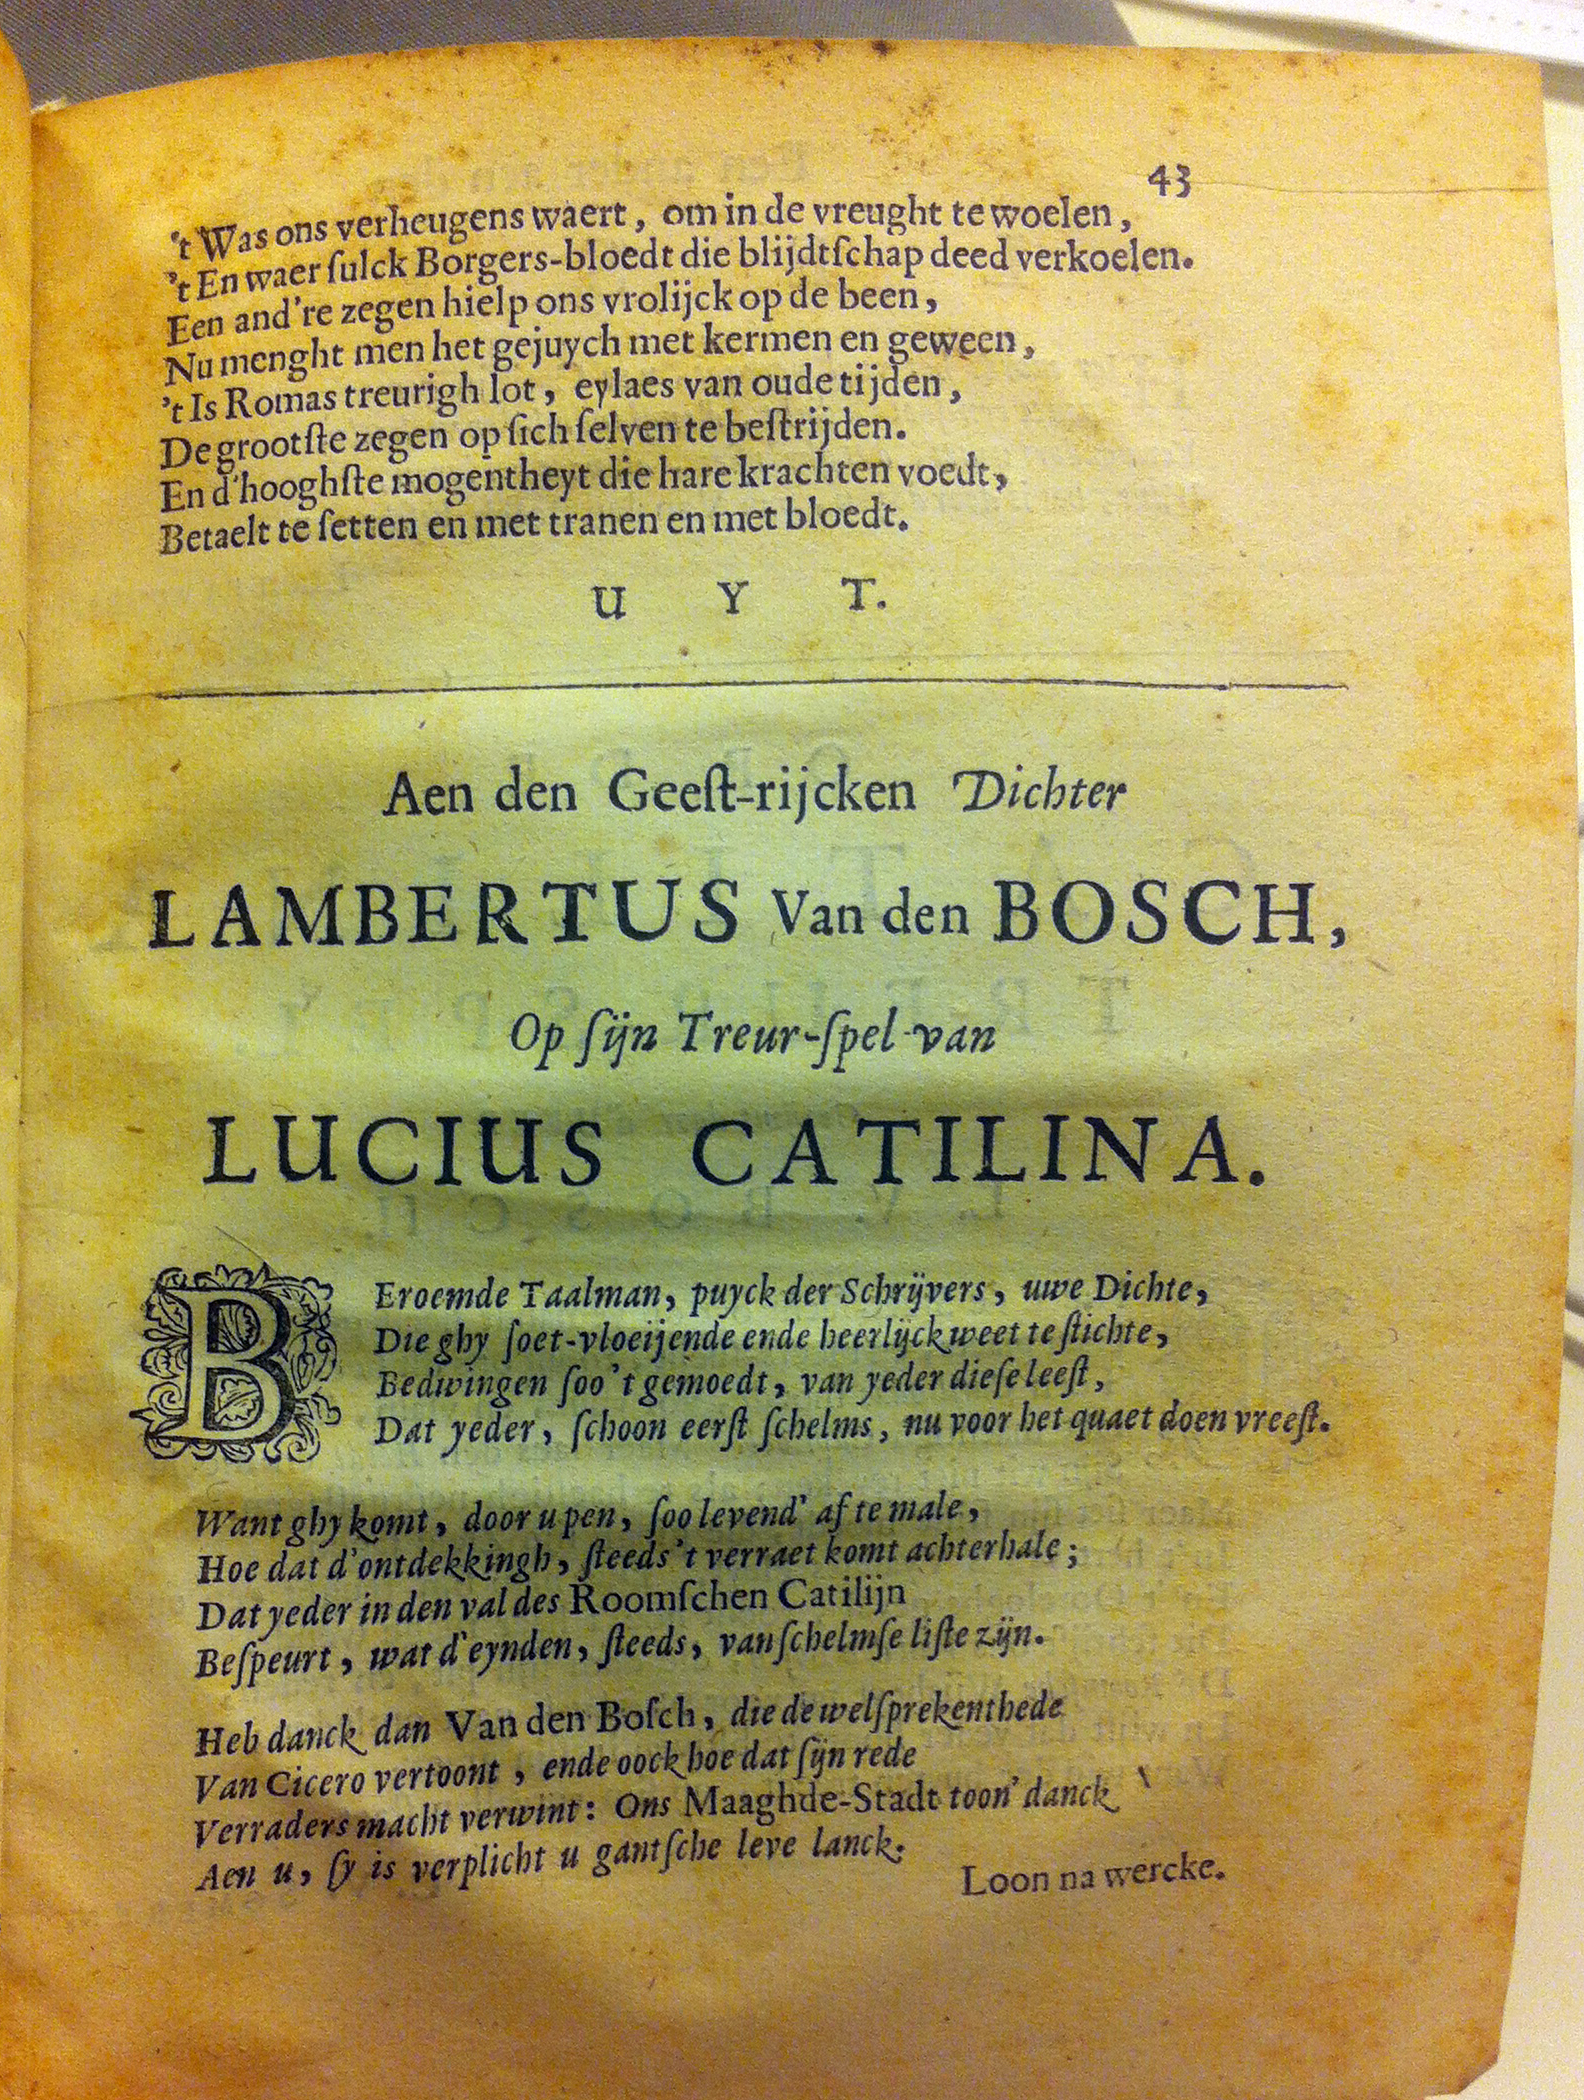 43
't Was ons verheugens waert, om in de vreught te woelen,
't En waer ſulck Borgers-bloedt die blijdtſchap deed verkoelen.
Een and're zegen hielp ons vrolijck op de been,
Nu menght men het gejuych met kermen en geween,
't Is Romas treurigh lot, eylaes van oude tijden,
De grootſte zegen op ſich ſelven te beſtrijden.
En d'hooghſte mogentheyt die hare krachten voedt,
Betaelt te ſetten en met tranen en met bloedt.
U Y T.
Aen den Geeſt-rijcken Dichter
LAMBERTUS Van den BOSCH,
Op ſijn Treur-ſpel van
LUCIUS CATILINA.
BEroemde Taalman, puyck der Schrijvers, uwe Dichte,
Die ghy ſoet-vloeijende ende heerlijck weet te ſtichte,
Bedwingen ſoo 't gemoedt, van yeder dieſe leeſt,
Dat yeder, ſchoon eerſt ſchelms, nu voor het quaet doen vreeſt.
Want ghy komt, door u pen, ſoo levend' af te male,
Hoe dat d'ontdekkingh, ſteeds 't verraet komt achterhale;
Dat yeder in den val des Roomſchen Catilijn
Beſpeurt, wat d'eynden, ſteeds, van ſchelmſe liſte zijn.
Heb danck dan Van den Boſch, die de welſprekenthede
Van Cicero vertoont, ende oock hoe dat ſijn rede
Verraders macht verwint: Ons Maaghde-Stadt toon' danck
Aen u, ſy is verplicht u gantſche leve lanck.
Loon na wercke.